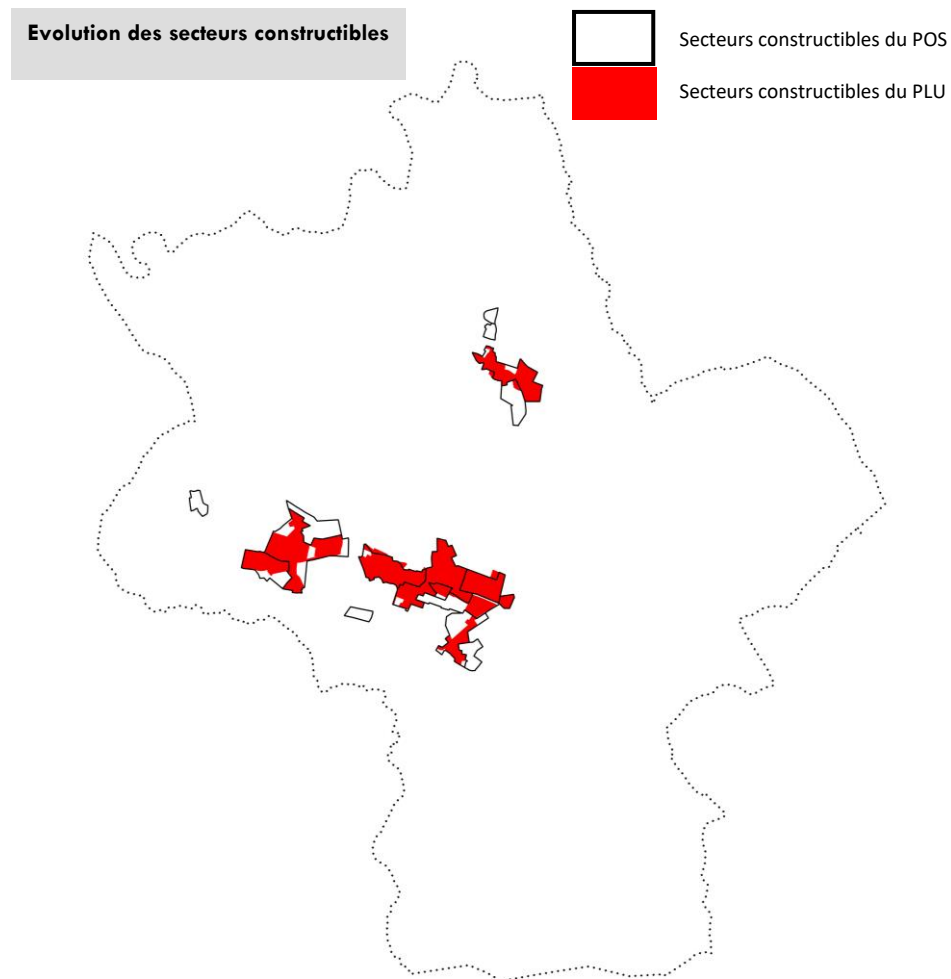 Evolution des secteurs constructibles
Secteurs constructibles du POS
Secteurs constructibles du PLU